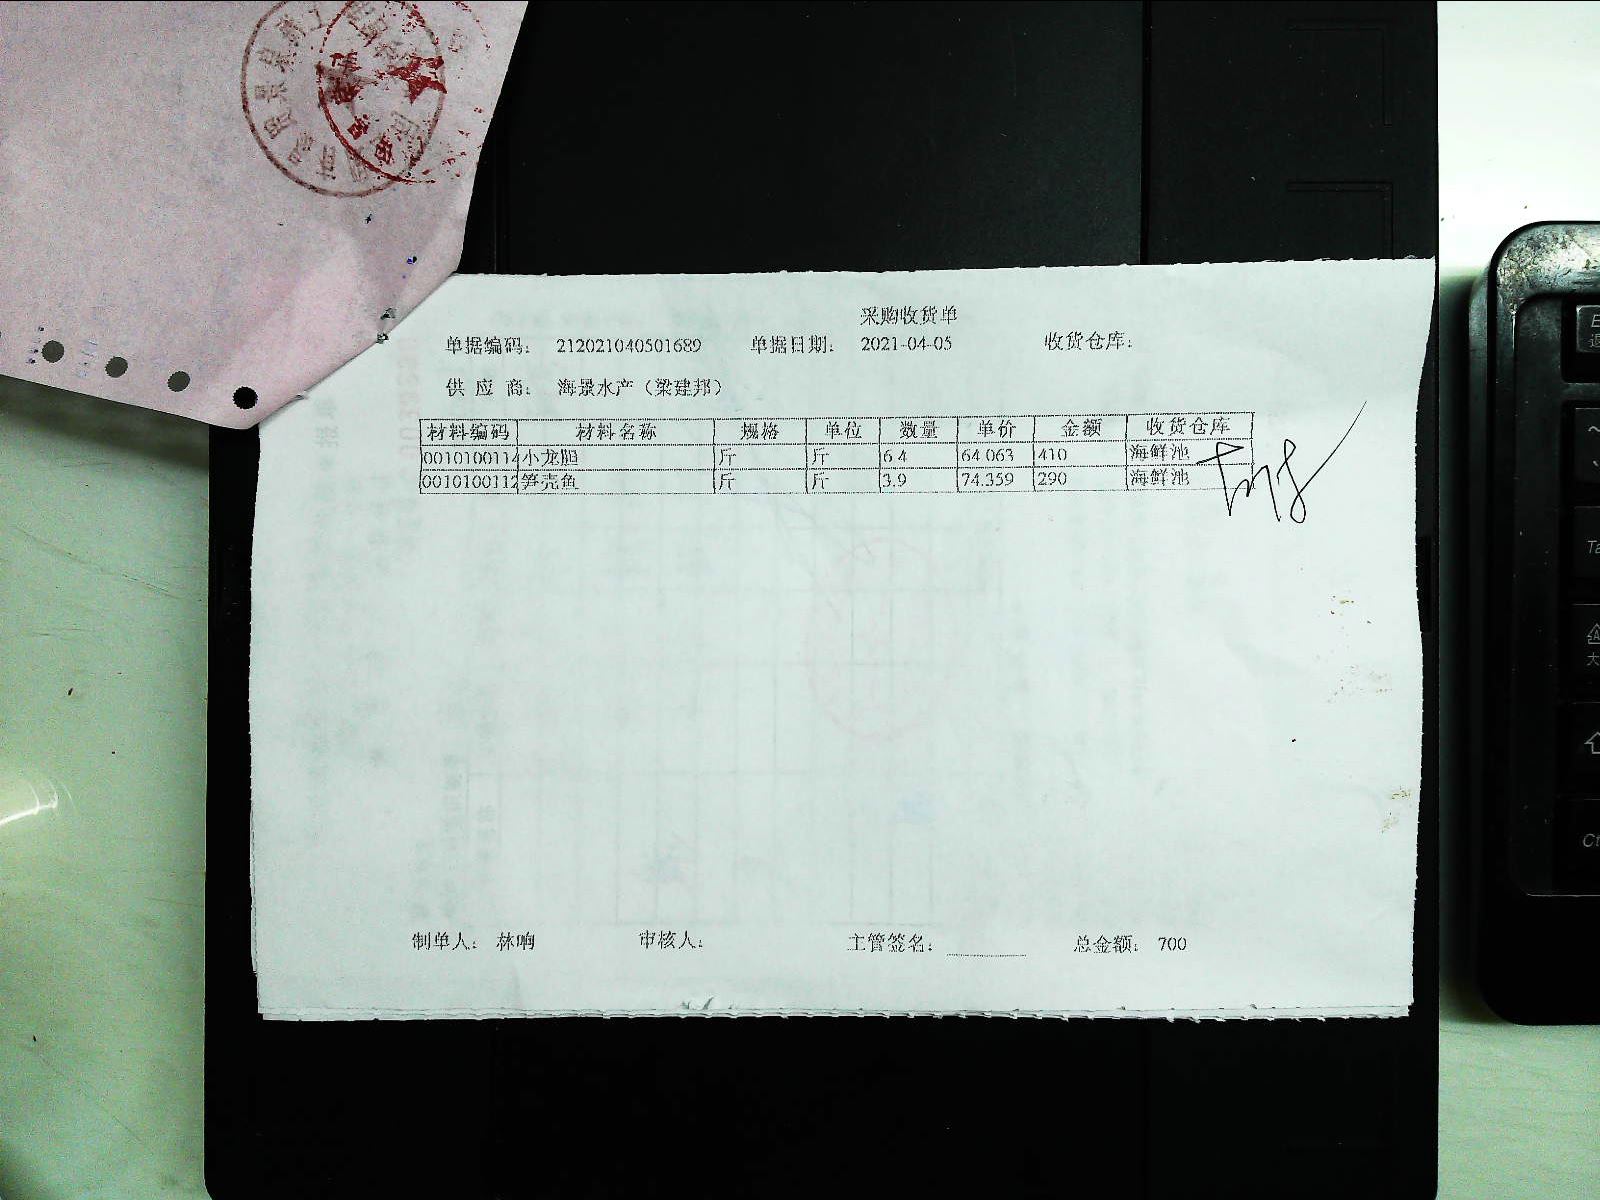 采购收货单
单据编码： 212021040501689 单据日期： 2021-04-05 收货仓库：
供 应 商： 海景水产（梁建邦）
材料编码 材料名称 规格 单位 数量 单价 金额 收货仓库
0010100114 小龙胆 斤 斤 6.4 64.063 410 海鲜池
0010100112 笋壳鱼 斤 斤 3.9 74.359 290 海鲜池
制单人： 林响 审核人： 主管签名： 总金额： 700